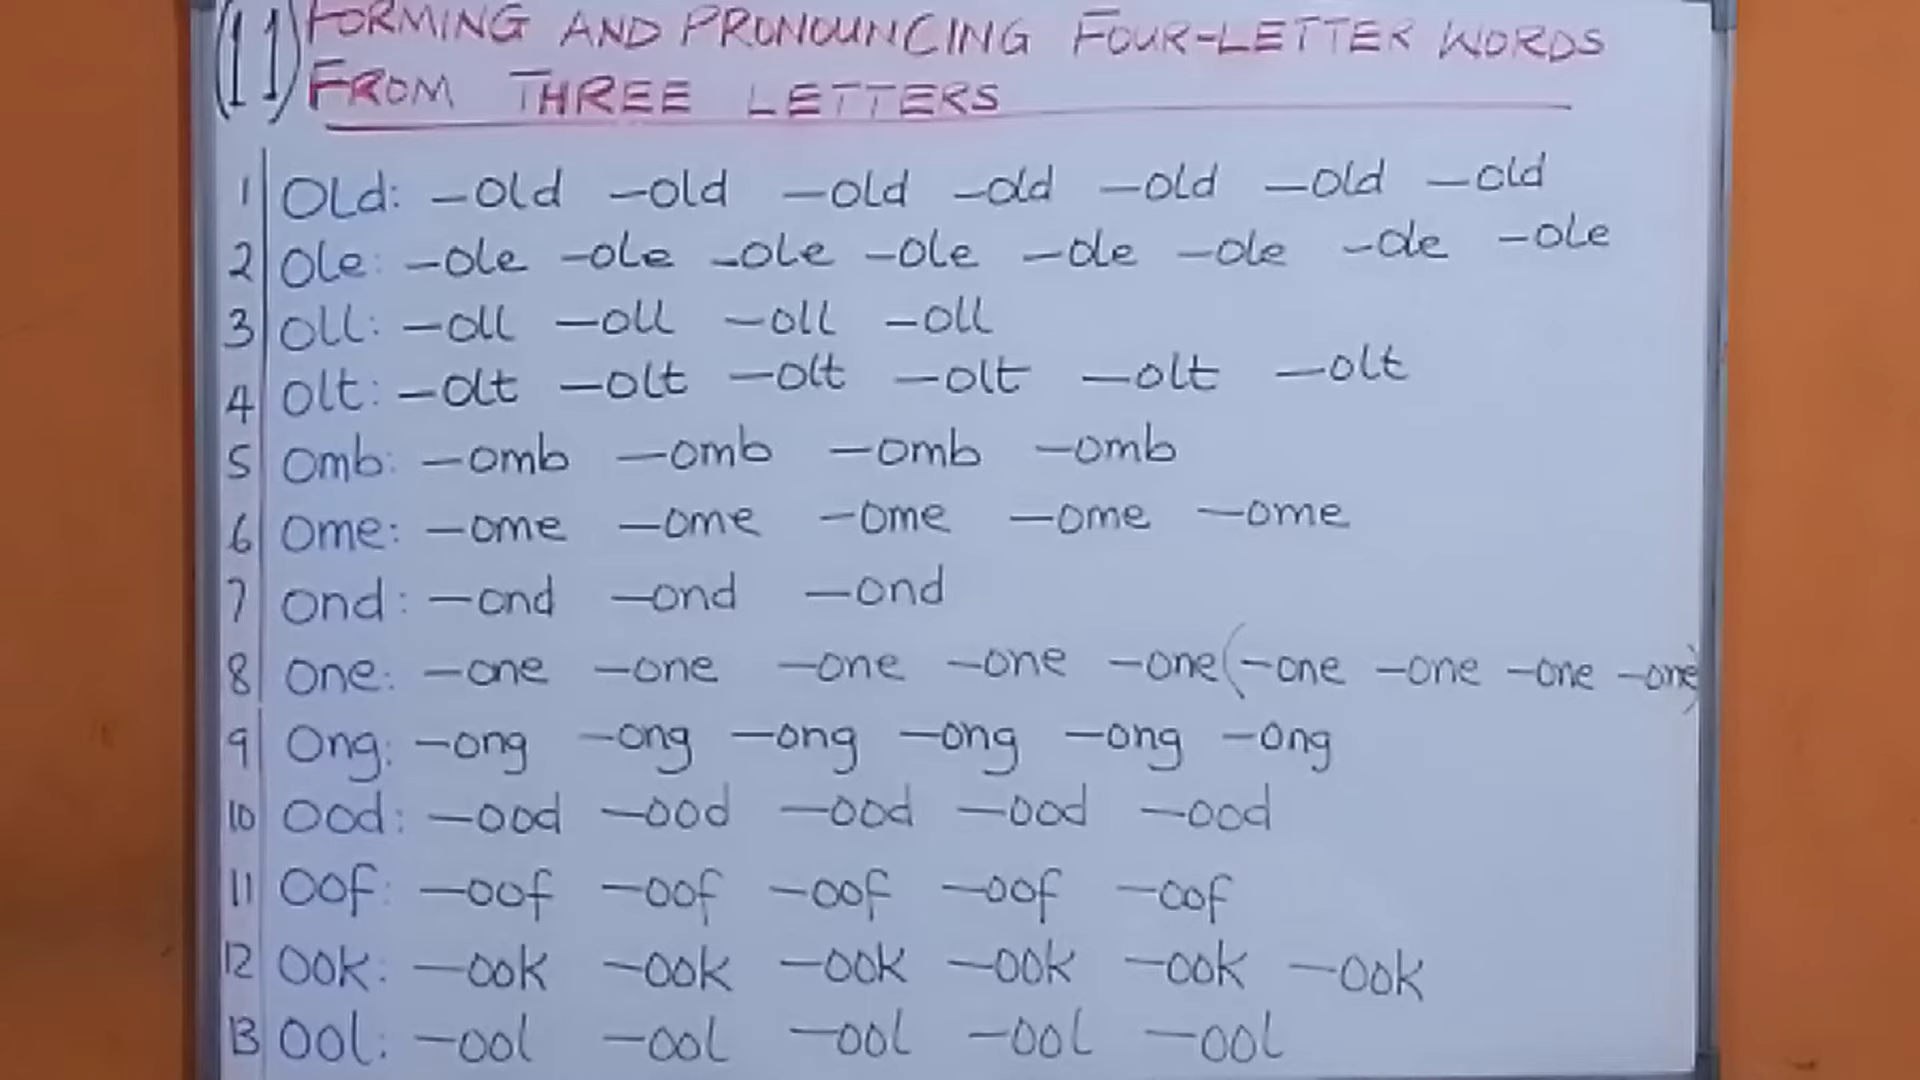 (11) FORMING AND PRONOUNCING FOUR-LETTER WORDS
FROM THREE LETTERS
1 Old: -old -old -old -old -old -old -old
2 Ole: -ole -ole -ole -ole -ole -ole -ole -ole
3 Oll: -oll -oll -oll -oll
4 Olt: -olt -olt -olt -olt -olt -olt
5 Omb: -omb -omb -omb -omb
6 Ome: -ome -ome -ome -ome -ome
7 Ond: -ond -ond -ond
8 One: -one -one -one -one -one (-one -one -one -one)
9 Ong: -ong -ong -ong -ong -ong -ong
10 Ood: -ood -ood -ood -ood -ood
11 Oof: -oof -oof -oof -oof -oof
12 Ook: -ook -ook -ook -ook -ook -ook
13 Ool: -ool -ool -ool -ool -ool